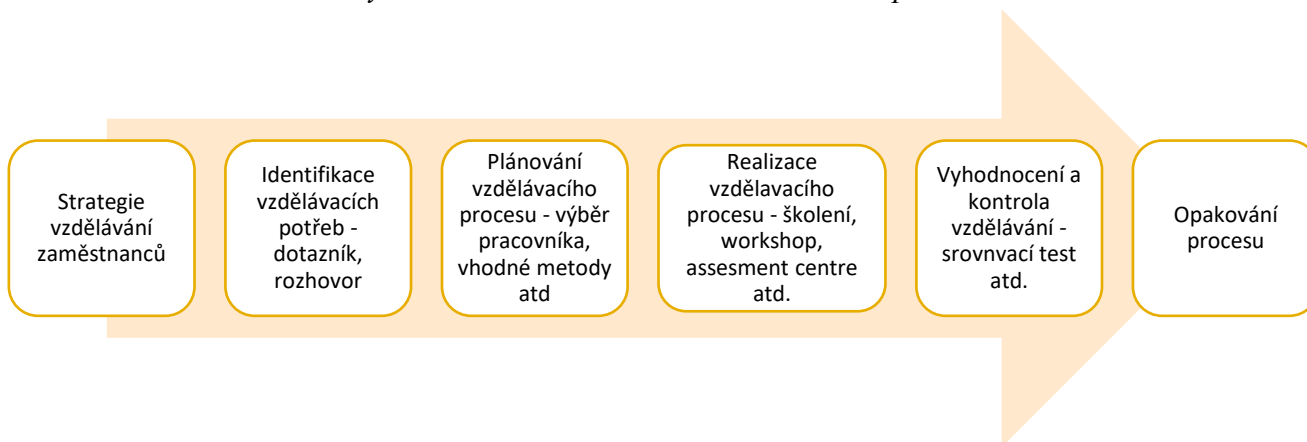 Strategie
vzdělávání
zaměstnanců
Identifikace
vzdělávacích
potřeb -
dotazník,
rozhovor
Plánování
vzdělávacího
procesu - výběr
pracovníka,
vhodné metody
atd
Realizace
vzdělavacího
procesu - školení,
workshop,
assesment centre
atd.
Vyhodnocení a
kontrola
vzdělávání -
srovnvací test
atd.
Opakování
procesu